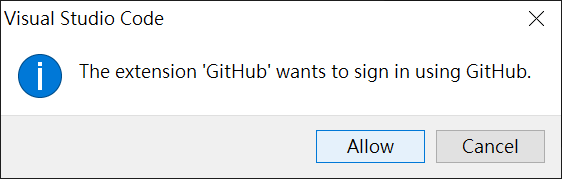 Visual Studio Code
The extension 'GitHub' wants to sign in using GitHub.
Allow
Cancel